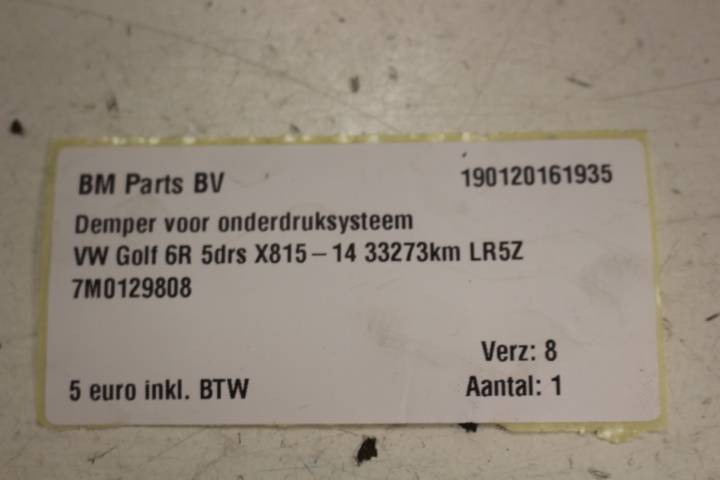 BM Parts BV 190120161935
Demper voor onderdruksysteem
VW Golf 6R 5drs X815-14 33273km LR5Z
7M0129808
Verz: 8
5 euro inkl. BTW Aantal: 1